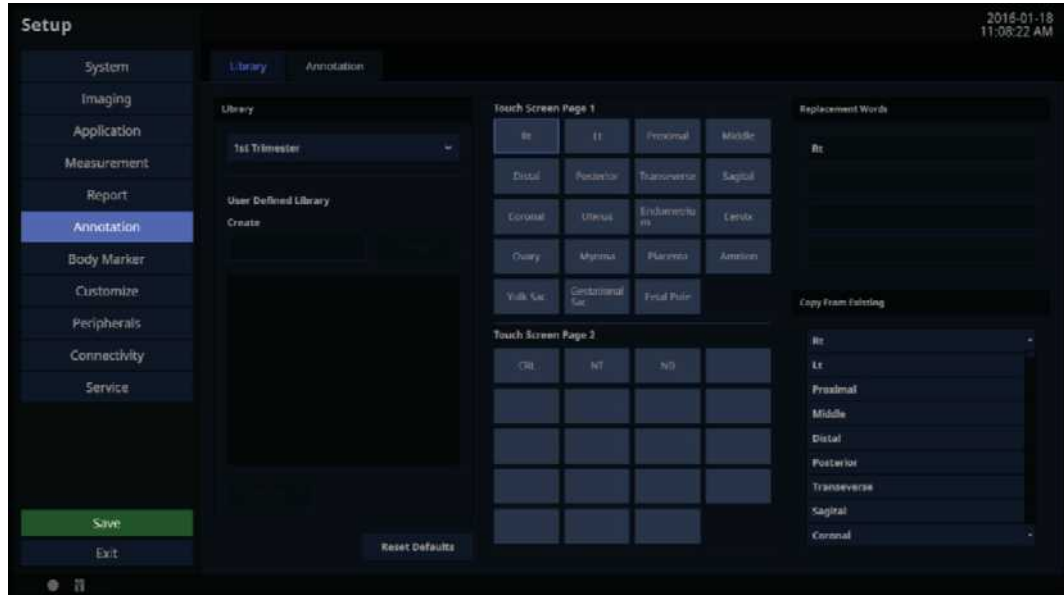 Setup
2016-01-18
11:08:22 AM
System
Imaging
Application
Measurement
Report
Annotation
Body Marker
Customize
Peripherals
Connectivity
Service
Save
Exit
Library
Annotation
Library
1st Trimester
User Defined Library
Create
Reset Defaults
Touch Screen Page 1
Rt
Lt
Proximal
Middle
Distal
Posterior
Transeverse
Sagital
Coronal
Uterus
Endometriu
m
Cervix
Ovary
Myoma
Placenta
Amnion
Yolk Sac
Gestational
Sac
Fetal Pole
Touch Screen Page 2
CRL
NT
Replacement Words
Rt
Copy From Existing
Rt
Lt
Proximal
Middle
Distal
Posterior
Transeverse
Sagital
Coronal